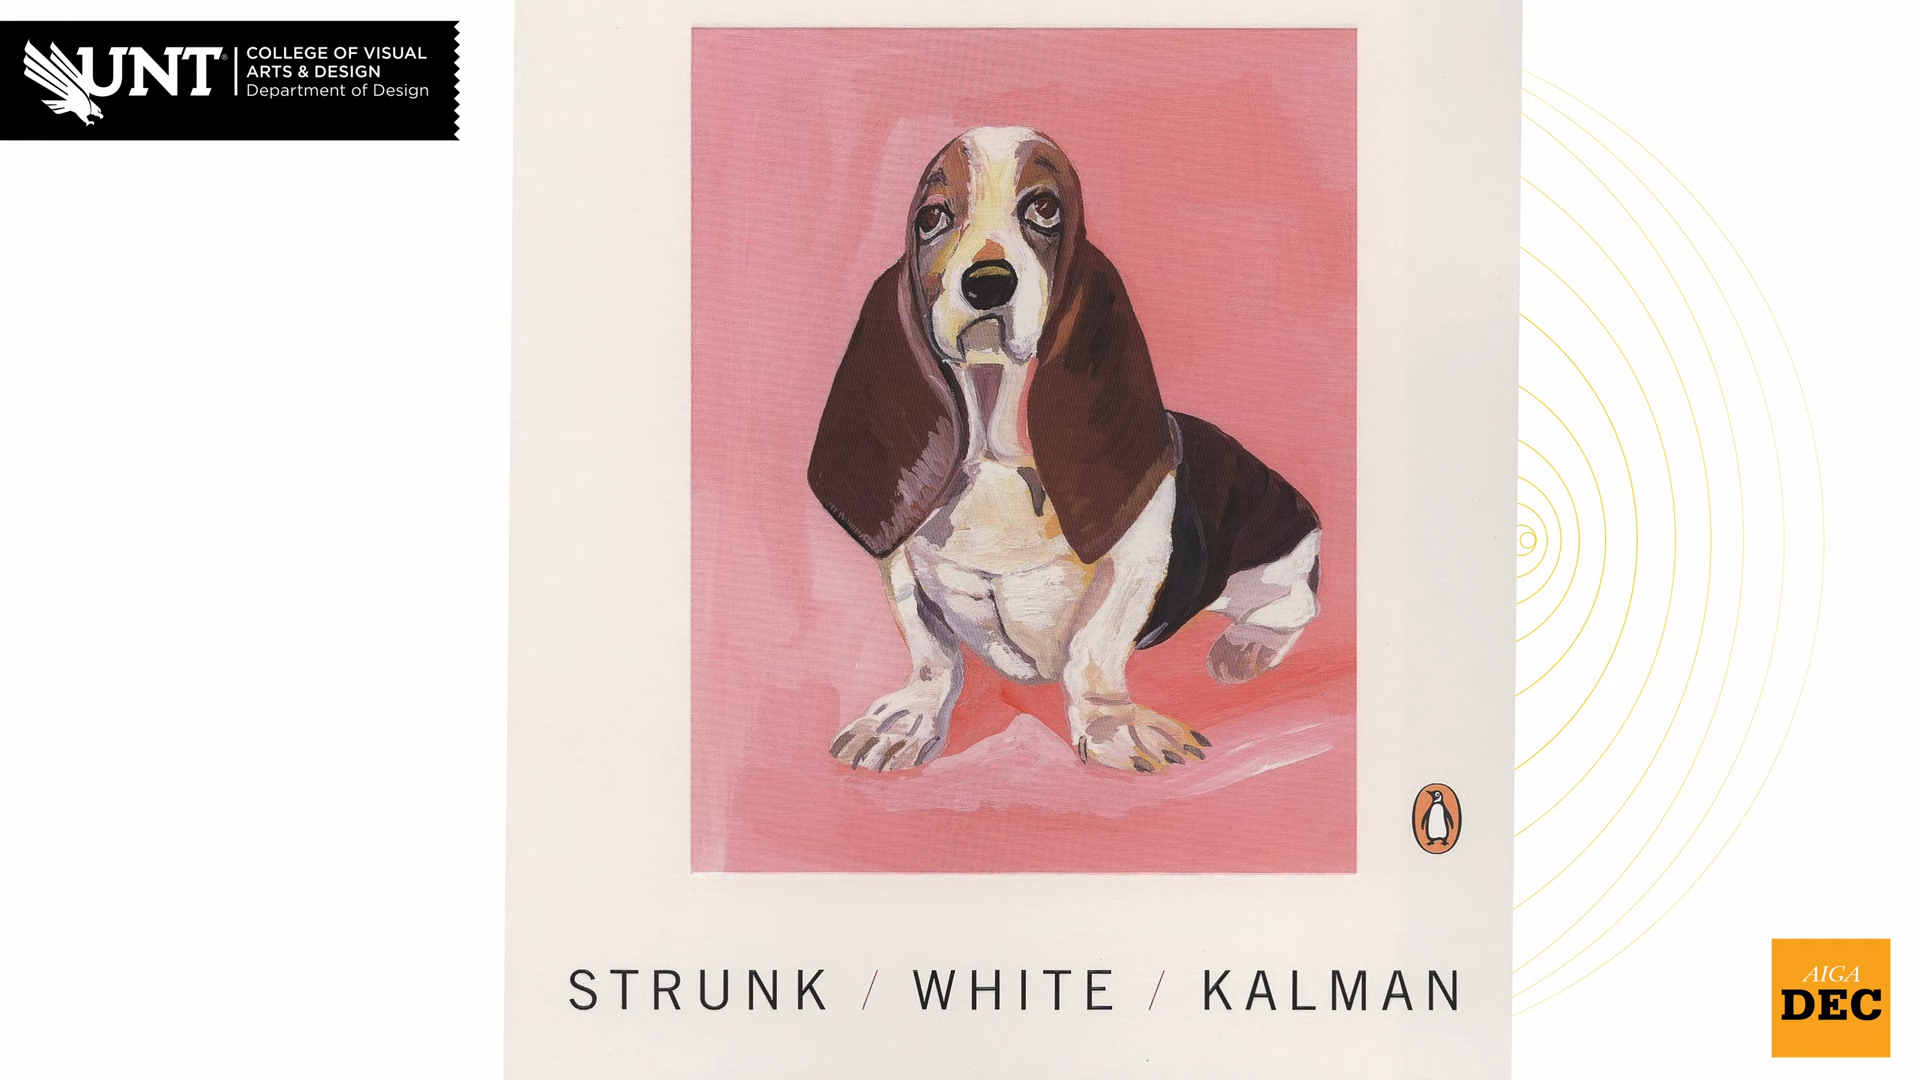 UNT®
COLLEGE OF VISUAL
ARTS & DESIGN
Department of Design
STRUNK / WHITE / KALMAN
AIGA
DEC